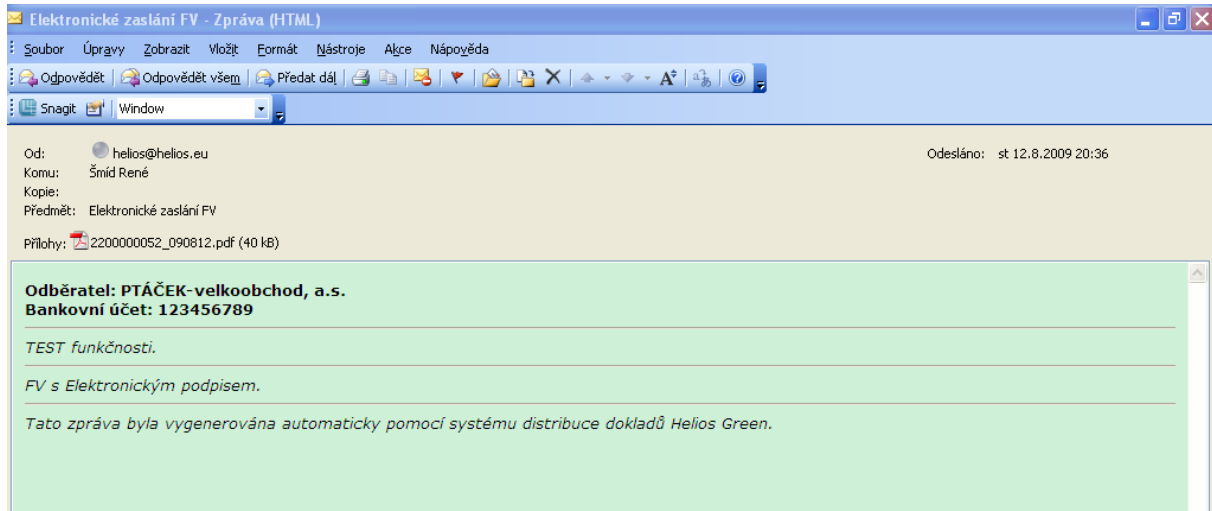 Elektronické zaslání FV - Zpráva (HTML)
Soubor Úpravy Zobrazit Vložit Formát Nástroje Akce Nápověda
Odpovědět Odpovědět všem Předat dál
Snagit Window
Od: helios@helios.eu Odesláno: st 12.8.2009 20:36
Komu: Šmíd René
Kopie:
Předmět: Elektronické zaslání FV
Přílohy: 2200000052_090812.pdf (40 kB)
Odběratel: PTÁČEK-velkoobchod, a.s.
Bankovní účet: 123456789
TEST funkčnosti.
FV s Elektronickým podpisem.
Tato zpráva byla vygenerována automaticky pomocí systému distribuce dokladů Helios Green.